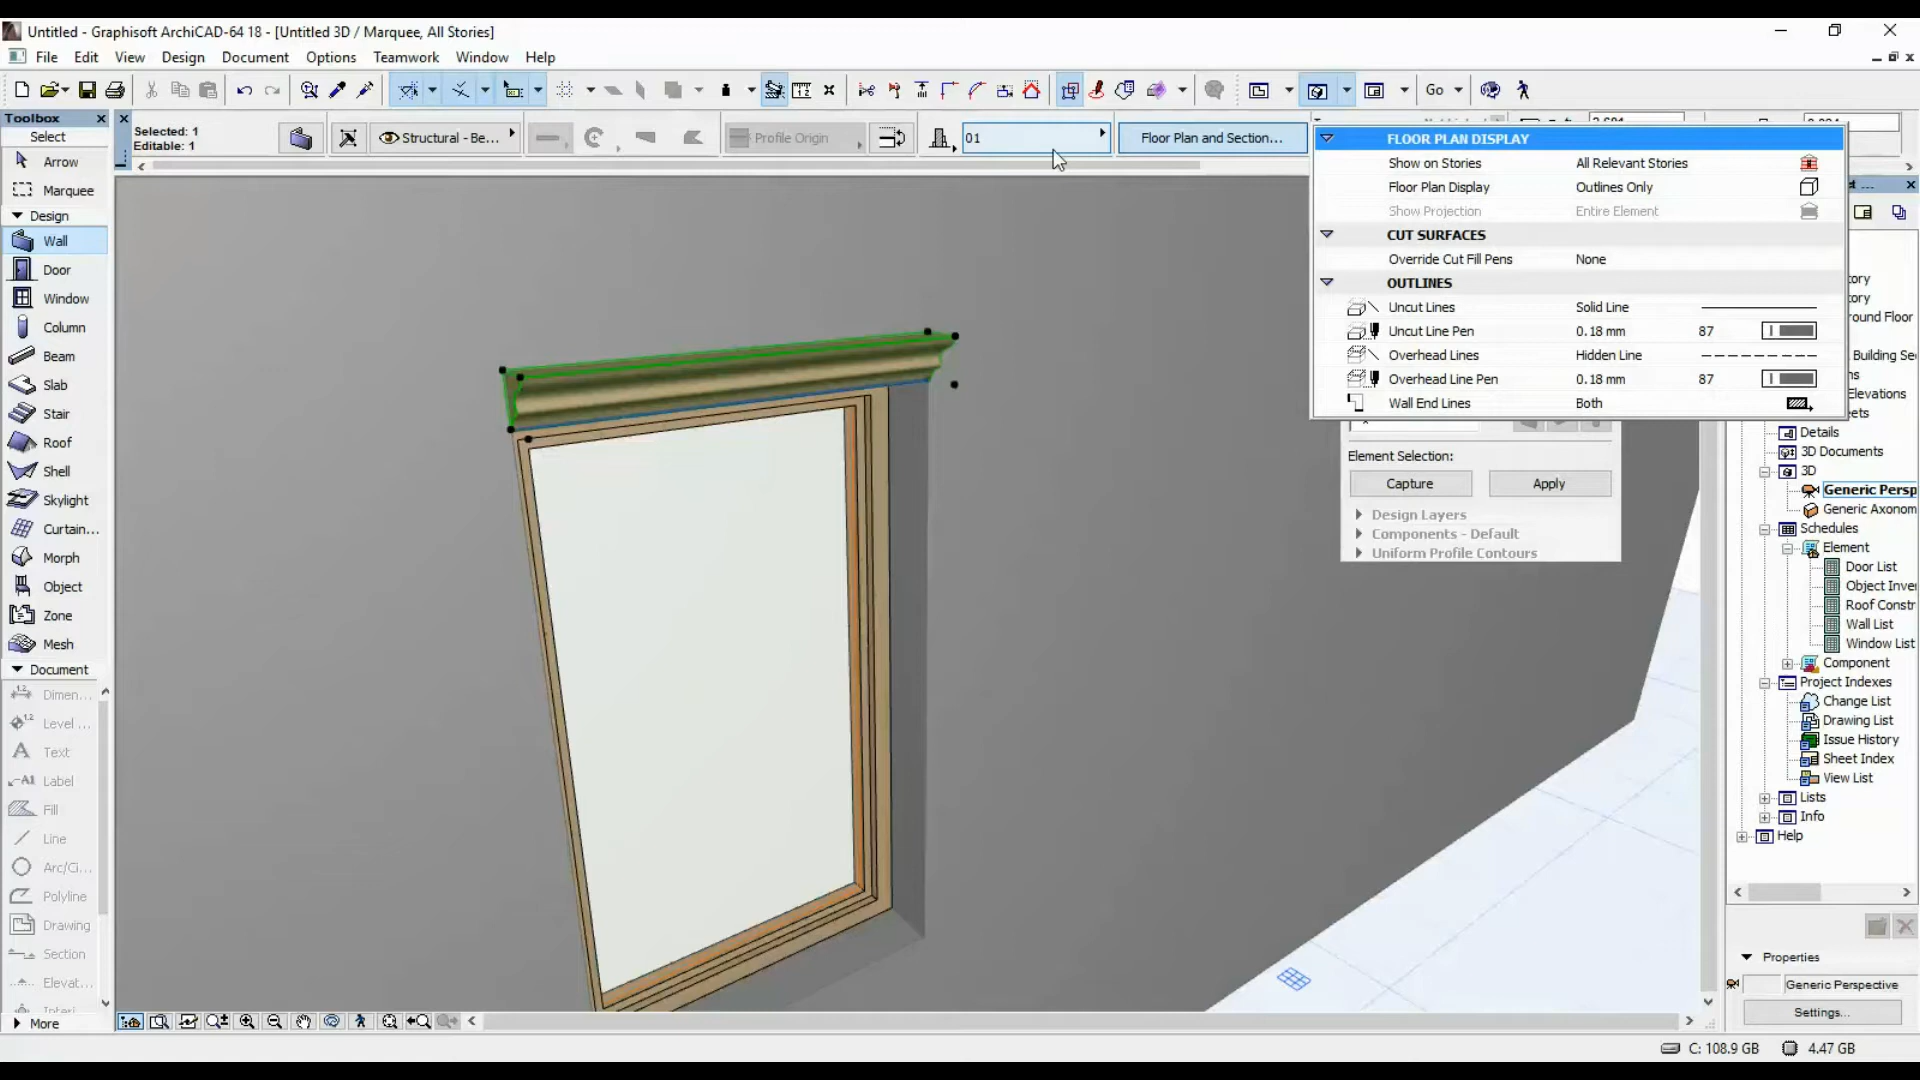 Untitled - Graphisoft ArchiCAD-64 18 - [Untitled 3D / Marquee, All Stories]
File Edit View Design Document Options Teamwork Window Help
Go
Toolbox
Select
Arrow
Marquee
Design
Wall
Door
Window
Column
Beam
Slab
Stair
Roof
Shell
Skylight
Curtain...
Morph
Object
Zone
Mesh
Document
Dimen...
Level ...
Text
Label
Fill
Line
Arc/Ci...
Polyline
Drawing
Section
Elevat...
More
Selected: 1
Editable: 1
Structural - Be...
Profile Origin
01
Floor Plan and Section...
FLOOR PLAN DISPLAY
Show on Stories All Relevant Stories
Floor Plan Display Outlines Only
Show Projection Entire Element
CUT SURFACES
Override Cut Fill Pens None
OUTLINES
Uncut Lines Solid Line
Uncut Line Pen 0.18 mm 87
Overhead Lines Hidden Line
Overhead Line Pen 0.18 mm 87
Wall End Lines Both
Element Selection:
Capture Apply
Design Layers
Components - Default
Uniform Profile Contours
ory
ory
ound Floor
Building Se
ns
Elevations
eets
Details
3D Documents
3D
Generic Persp
Generic Axonom
Schedules
Element
Door List
Object Inve
Roof Constr
Wall List
Window List
Component
Project Indexes
Change List
Drawing List
Issue History
Sheet Index
View List
Lists
Info
Help
Properties
Generic Perspective
Settings...
C: 108.9 GB 4.47 GB